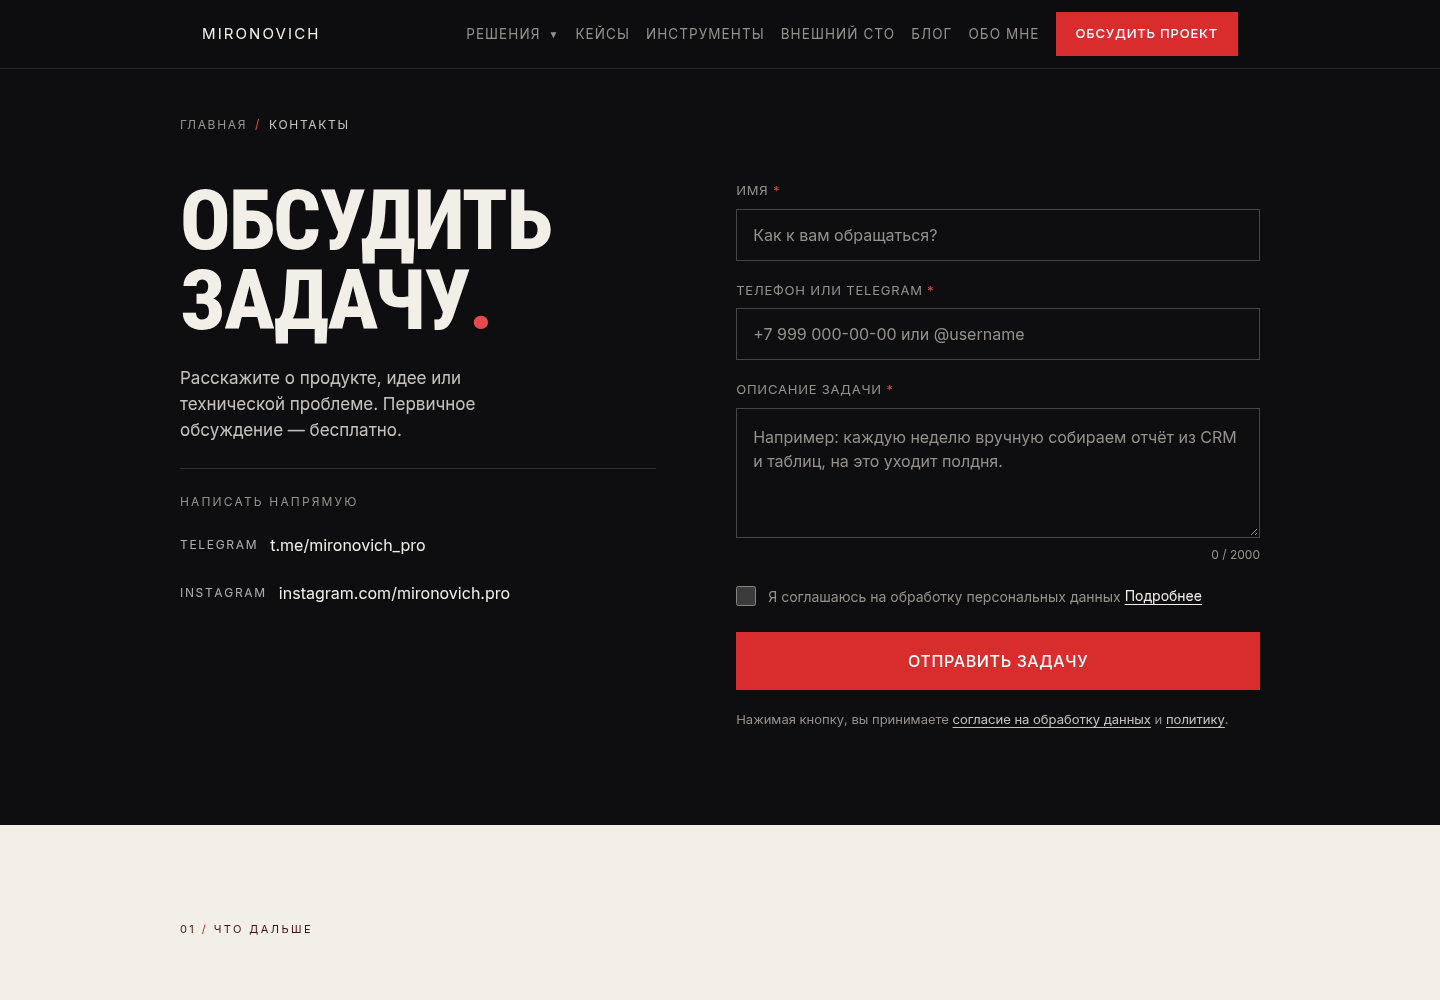 MIRONOVICH
РЕШЕНИЯ ▼ КЕЙСЫ ИНСТРУМЕНТЫ ВНЕШНИЙ СТО БЛОГ ОБО МНЕ ОБСУДИТЬ ПРОЕКТ
ГЛАВНАЯ / КОНТАКТЫ
ОБСУДИТЬ
ЗАДАЧУ.
Расскажите о продукте, идее или
технической проблеме. Первичное
обсуждение — бесплатно.
НАПИСАТЬ НАПРЯМУЮ
TELEGRAM t.me/mironovich_pro
INSTAGRAM instagram.com/mironovich.pro
ИМЯ *
Как к вам обращаться?
ТЕЛЕФОН ИЛИ TELEGRAM *
+7 999 000-00-00 или @username
ОПИСАНИЕ ЗАДАЧИ *
Например: каждую неделю вручную собираем отчёт из CRM
и таблиц, на это уходит полдня.
0 / 2000
Я соглашаюсь на обработку персональных данных Подробнее
ОТПРАВИТЬ ЗАДАЧУ
Нажимая кнопку, вы принимаете согласие на обработку данных и политику.
01 / ЧТО ДАЛЬШЕ